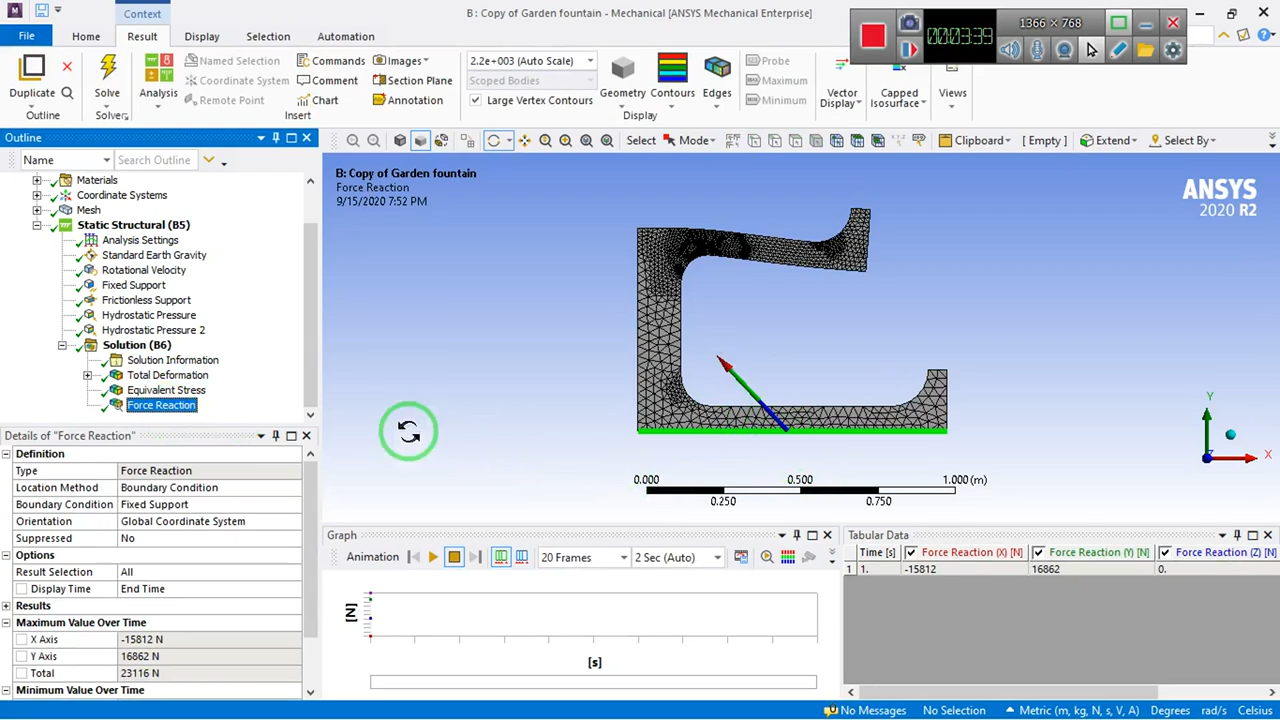 Context
B : Copy of Garden fountain - Mechanical [ANSYS Mechanical Enterprise]
1366 × 768
00:03:39
File
Home
Result
Display
Selection
Automation
Duplicate
Outline
Solve
Solver
Analysis
Named Selection
Coordinate System
Remote Point
Commands
Comment
Chart
Images
Section Plane
Annotation
Insert
2.2e+003 (Auto Scale)
Scoped Bodies
Large Vertex Contours
Geometry
Contours
Edges
Display
Probe
Maximum
Minimum
Vector
Display
Capped
Isosurface
Views
Outline
Name
Search Outline
Select
Mode
Clipboard
[ Empty ]
Extend
Select By
Materials
Coordinate Systems
Mesh
Static Structural (B5)
Analysis Settings
Standard Earth Gravity
Rotational Velocity
Fixed Support
Frictionless Support
Hydrostatic Pressure
Hydrostatic Pressure 2
Solution (B6)
Solution Information
Total Deformation
Equivalent Stress
Force Reaction
B: Copy of Garden fountain
Force Reaction
9/15/2020 7:52 PM
ANSYS
2020 R2
Y
X
Z
0.000
0.500
1.000 (m)
0.250
0.750
Details of "Force Reaction"
Definition
Type Force Reaction
Location Method Boundary Condition
Boundary Condition Fixed Support
Orientation Global Coordinate System
Suppressed No
Options
Result Selection All
Display Time End Time
Results
Maximum Value Over Time
X Axis -15812 N
Y Axis 16862 N
Total 23116 N
Minimum Value Over Time
Graph
Animation
20 Frames
2 Sec (Auto)
[N]
[s]
Tabular Data
Time [s] Force Reaction (X) [N] Force Reaction (Y) [N] Force Reaction (Z) [N]
1 1. -15812 16862 0.
No Messages
No Selection
Metric (m, kg, N, s, V, A)
Degrees
rad/s
Celsius